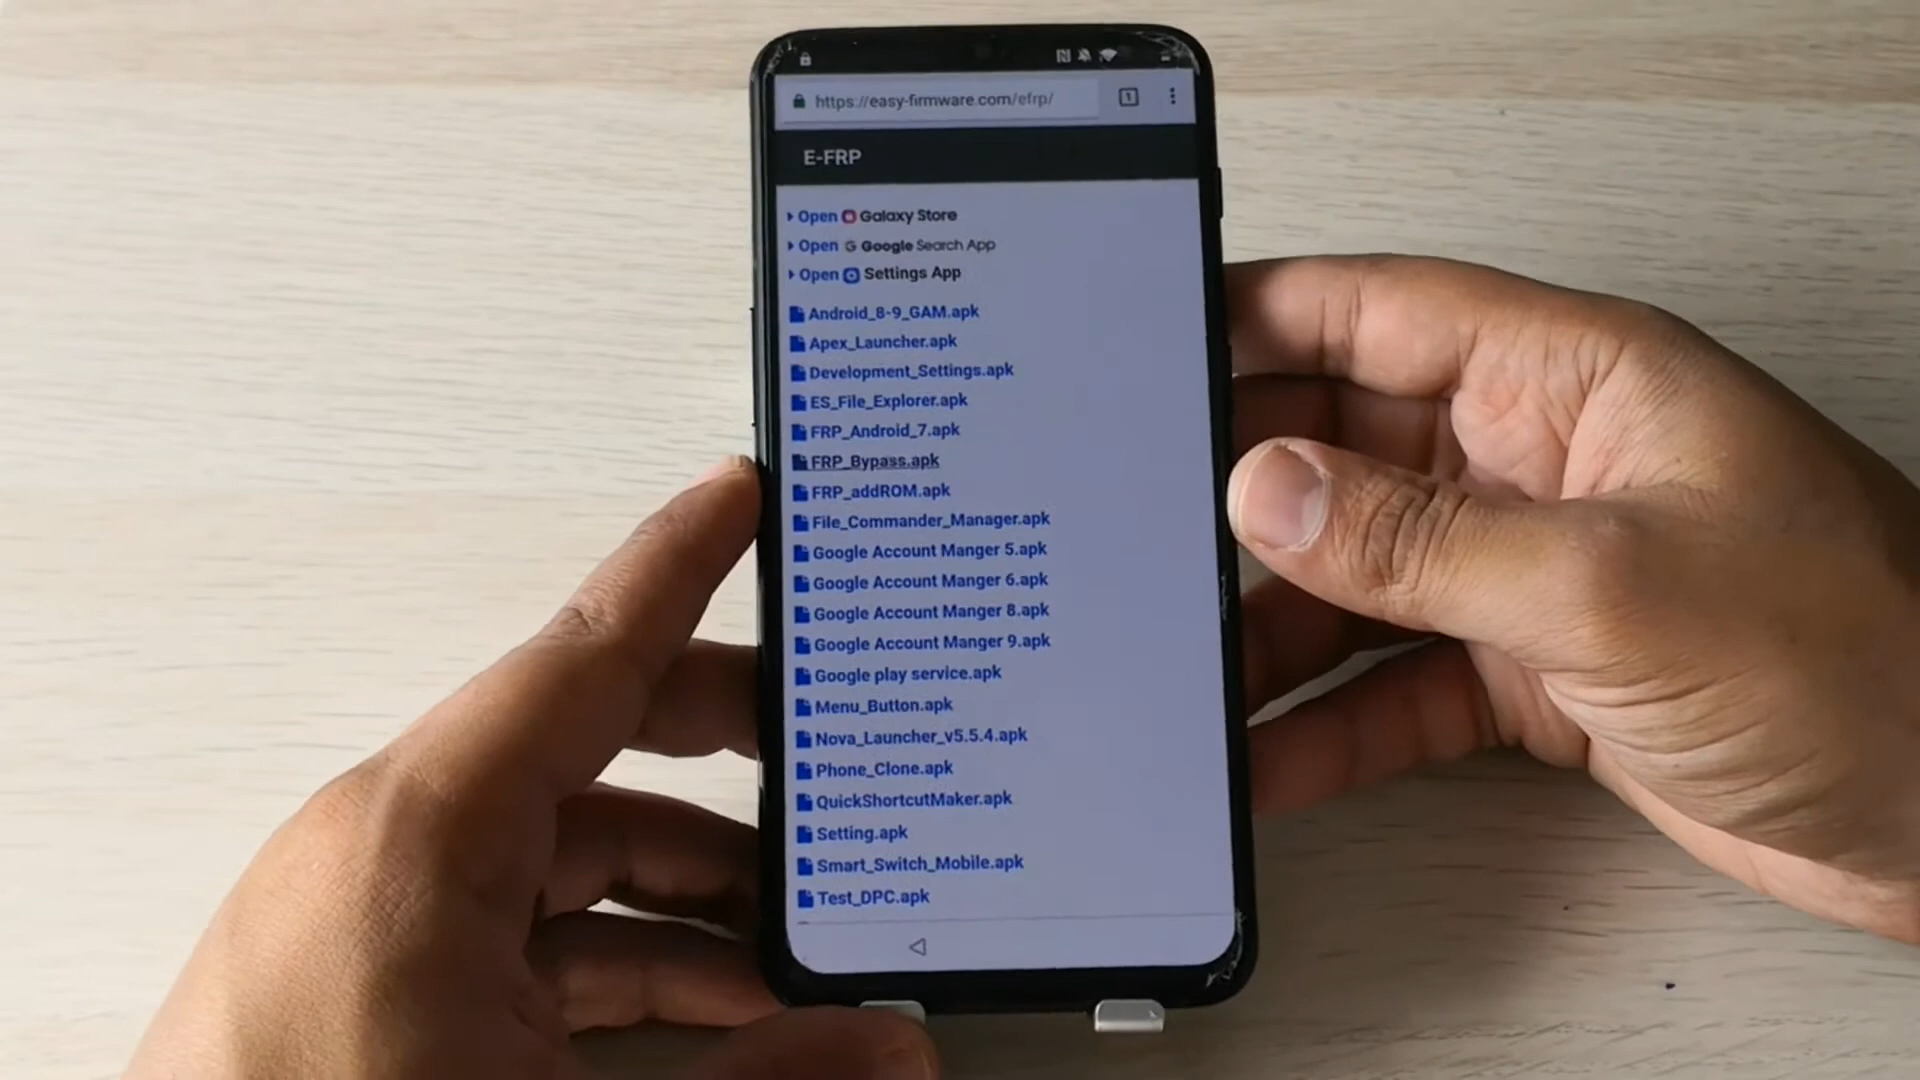 https://easy-firmware.com/efrp/ 1
E-FRP
Open Galaxy Store
Open G Google Search App
Open Settings App
Android_8-9_GAM.apk
Apex_Launcher.apk
Development_Settings.apk
ES_File_Explorer.apk
FRP_Android_7.apk
FRP_Bypass.apk
FRP_addROM.apk
File_Commander_Manager.apk
Google Account Manger 5.apk
Google Account Manger 6.apk
Google Account Manger 8.apk
Google Account Manger 9.apk
Google play service.apk
Menu_Button.apk
Nova_Launcher_v5.5.4.apk
Phone_Clone.apk
QuickShortcutMaker.apk
Setting.apk
Smart_Switch_Mobile.apk
Test_DPC.apk